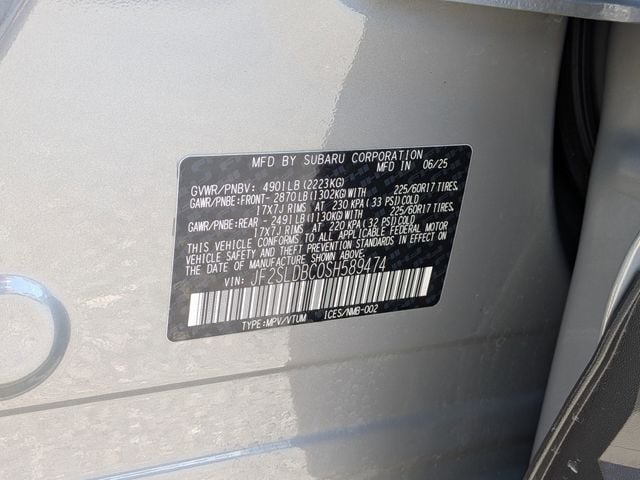 MFD BY SUBARU CORPORATION
MFD IN 06/25
GVWR/PNBV: 4901LB(2223KG)
GAWR/PNBE:FRONT- 2870LB(1302KG) 225/60R17 TIRES,
17x7J RIMS AT 230 KPA(33 PSI)COLD
GAWR/PNBE:REAR - 2491LB(1130KG) 225/60R17 TIRES,
17x7J RIMS AT 220 KPA(32 PSI)COLD
THIS VEHICLE CONFORMS TO ALL APPLICABLE FEDERAL MOTOR
VEHICLE SAFETY AND THEFT PREVENTION STANDARDS IN EFFECT ON
THE DATE OF MANUFACTURE SHOWN ABOVE.
VIN: JF2SLDBC0SH589474
TYPE:MPV/VTUM ICES/NMB-002